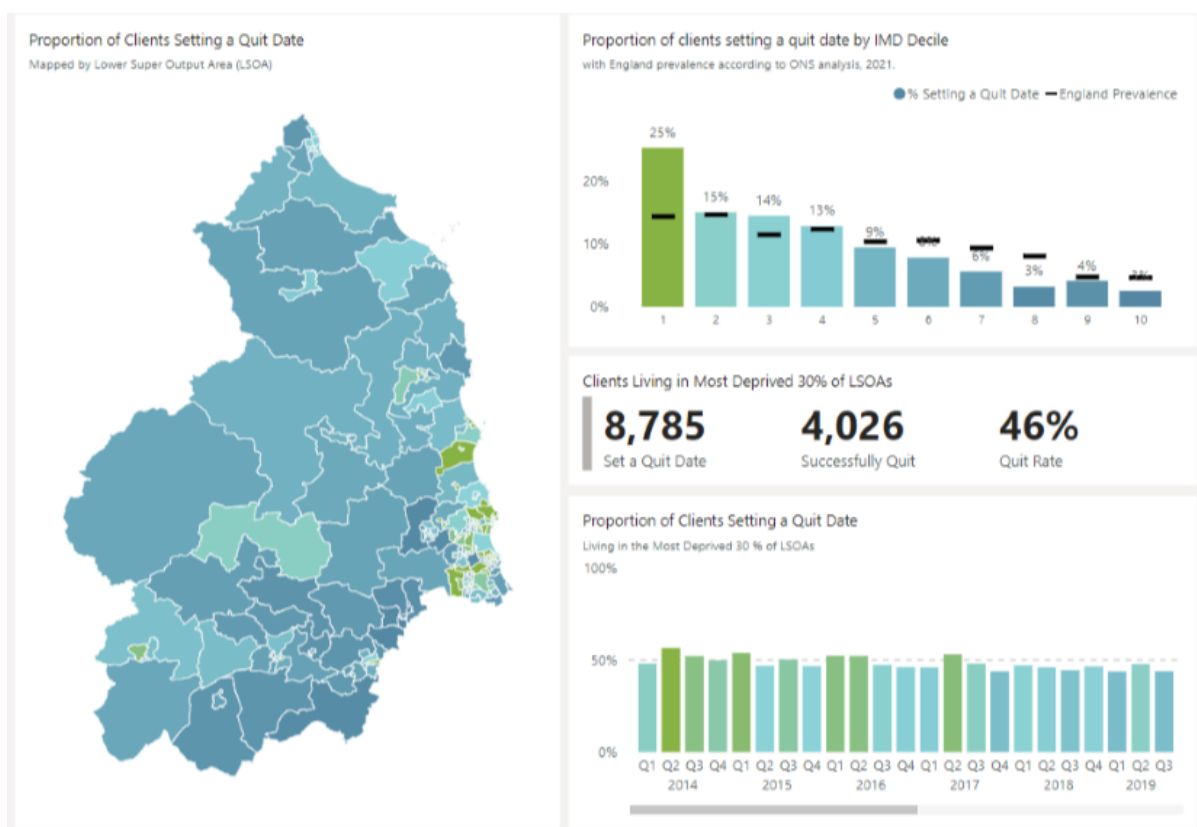 Proportion of Clients Setting a Quit Date
Mapped by Lower Super Output Area (LSOA)
Proportion of clients setting a quit date by IMD Decile
with England prevalence according to ONS analysis, 2021.
% Setting a Quit Date England Prevalence
25%
20%
15% 14% 13%
10%
9% 6% 3% 4%
0%
1 2 3 4 5 6 7 8 9 10
Clients Living in Most Deprived 30% of LSOAs
8,785 4,026 46%
Set a Quit Date Successfully Quit Quit Rate
Proportion of Clients Setting a Quit Date
Living in the Most Deprived 30 % of LSOAs
100%
50%
0%
Q1 Q2 Q3 Q4 Q1 Q2 Q3 Q4 Q1 Q2 Q3 Q4 Q1 Q2 Q3 Q4 Q1 Q2 Q3 Q4 Q1 Q2 Q3
2014 2015 2016 2017 2018 2019